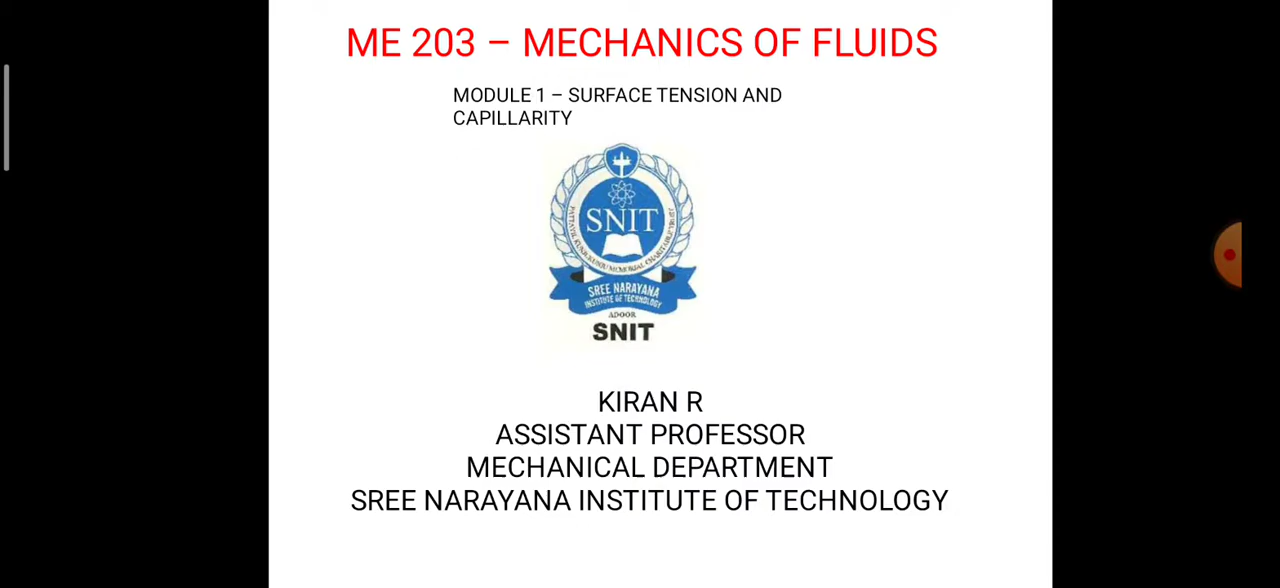 ME 203 – MECHANICS OF FLUIDS
MODULE 1 – SURFACE TENSION AND
CAPILLARITY
SNIT
SREE NARAYANA
INSTITUTE OF TECHNOLOGY
ADOOR
SNIT
KIRAN R
ASSISTANT PROFESSOR
MECHANICAL DEPARTMENT
SREE NARAYANA INSTITUTE OF TECHNOLOGY